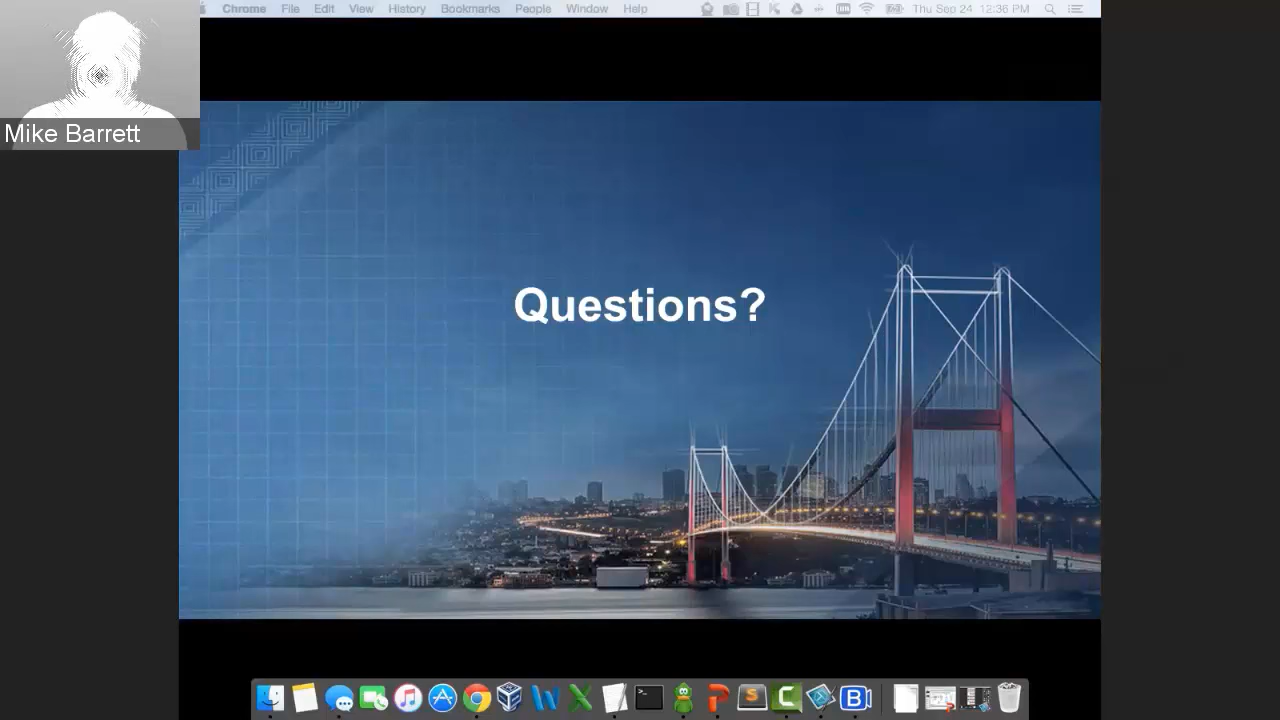 Chrome File Edit View History Bookmarks People Window Help Thu Sep 24 12:36 PM
Mike Barrett
Questions?